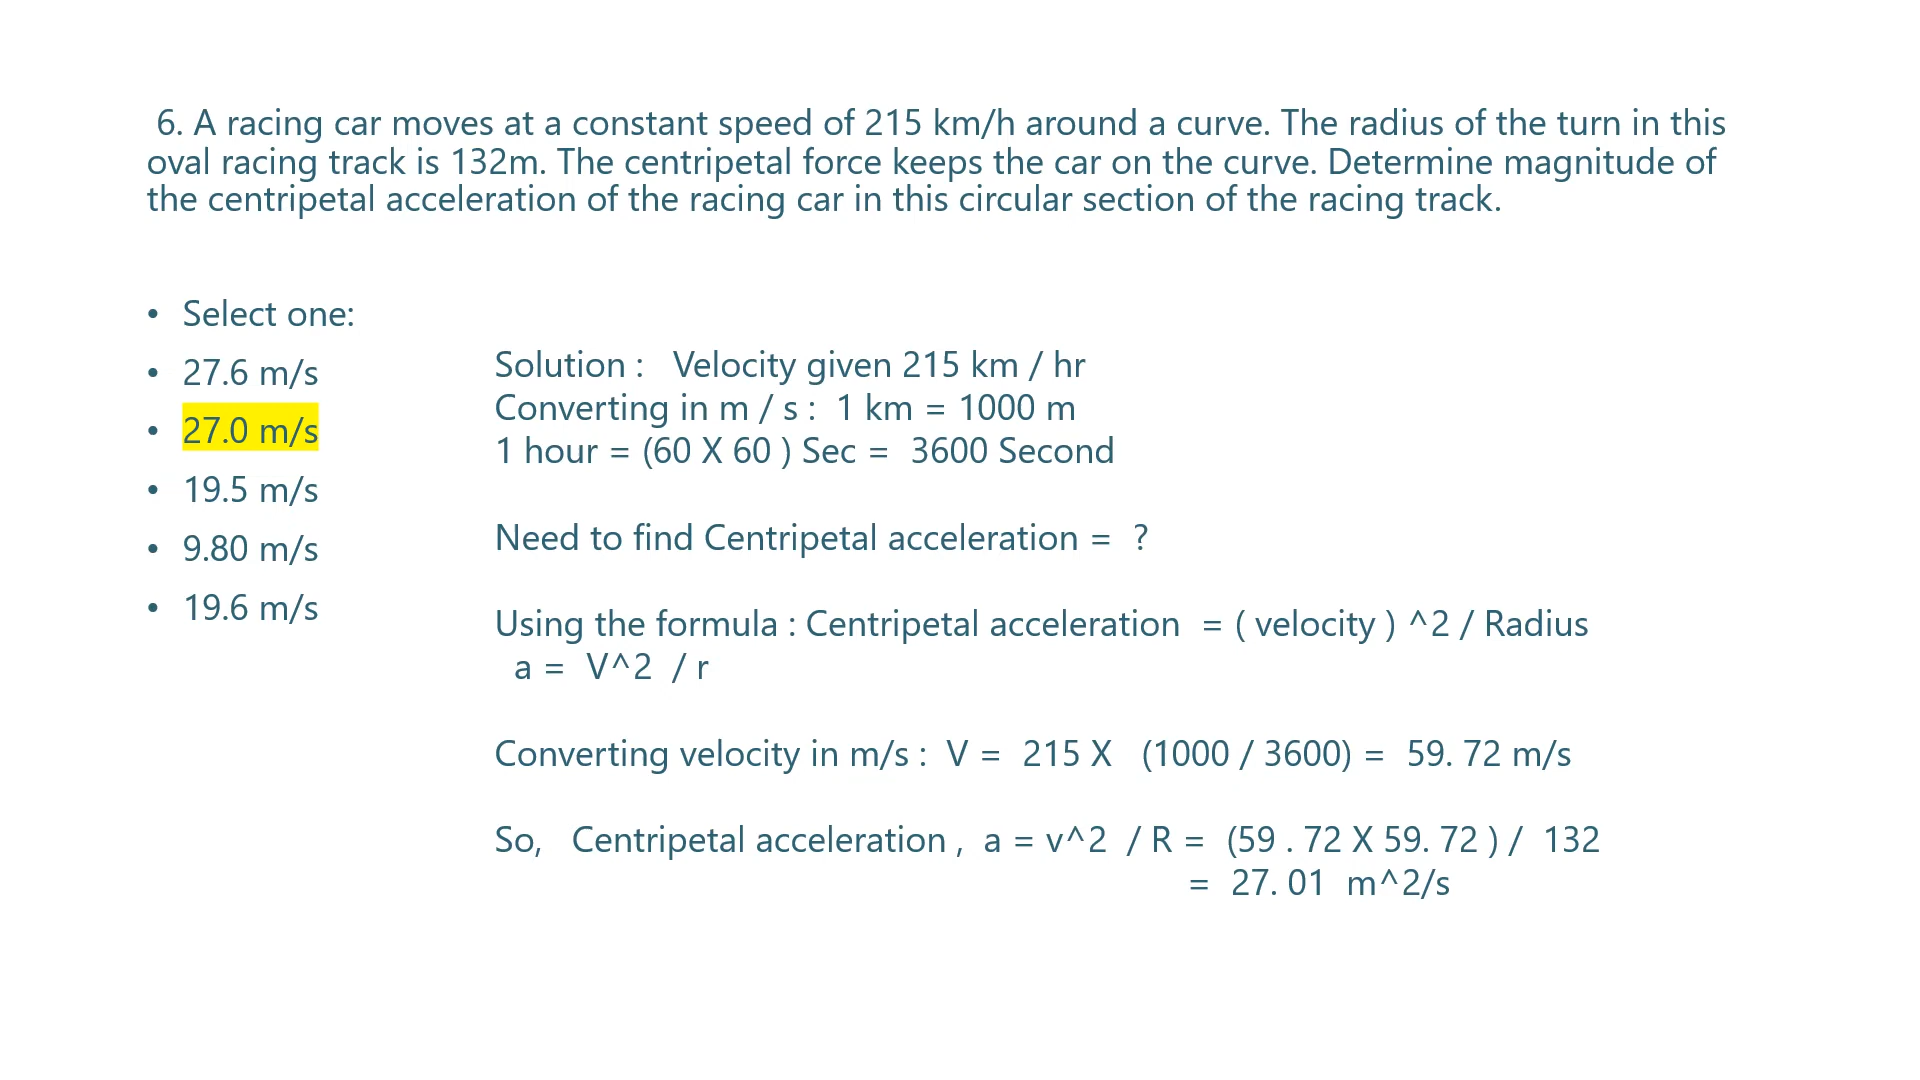 6. A racing car moves at a constant speed of 215 km/h around a curve. The radius of the turn in this
oval racing track is 132m. The centripetal force keeps the car on the curve. Determine magnitude of
the centripetal acceleration of the racing car in this circular section of the racing track.
• Select one:
• 27.6 m/s
• 27.0 m/s
• 19.5 m/s
• 9.80 m/s
• 19.6 m/s
Solution :   Velocity given 215 km / hr
Converting in m / s :  1 km = 1000 m
1 hour = (60 X 60 ) Sec =  3600 Second
Need to find Centripetal acceleration =  ?
Using the formula : Centripetal acceleration  = ( velocity ) ^2 / Radius
a =  V^2  / r
Converting velocity in m/s :  V =  215 X   (1000 / 3600) =  59. 72 m/s
So,   Centripetal acceleration ,  a = v^2  / R =  (59 . 72 X 59. 72 ) /  132
=  27. 01  m^2/s